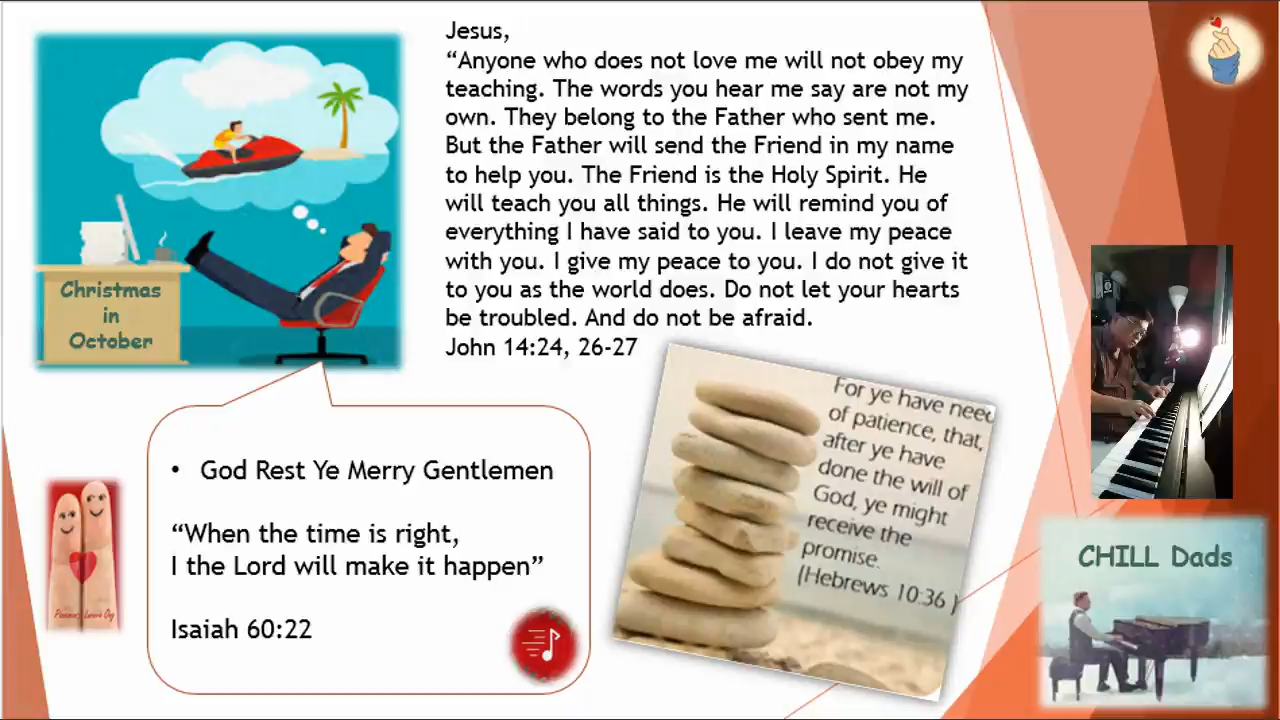 Jesus,
“Anyone who does not love me will not obey my
teaching. The words you hear me say are not my
own. They belong to the Father who sent me.
But the Father will send the Friend in my name
to help you. The Friend is the Holy Spirit. He
will teach you all things. He will remind you of
everything I have said to you. I leave my peace
with you. I give my peace to you. I do not give it
to you as the world does. Do not let your hearts
be troubled. And do not be afraid.
John 14:24, 26-27
Christmas
in
October
• God Rest Ye Merry Gentlemen
“When the time is right,
I the Lord will make it happen”
Isaiah 60:22
For ye have need
of patience, that,
after ye have
done the will of
God, ye might
receive the
promise.
(Hebrews 10:36 )
CHILL Dads